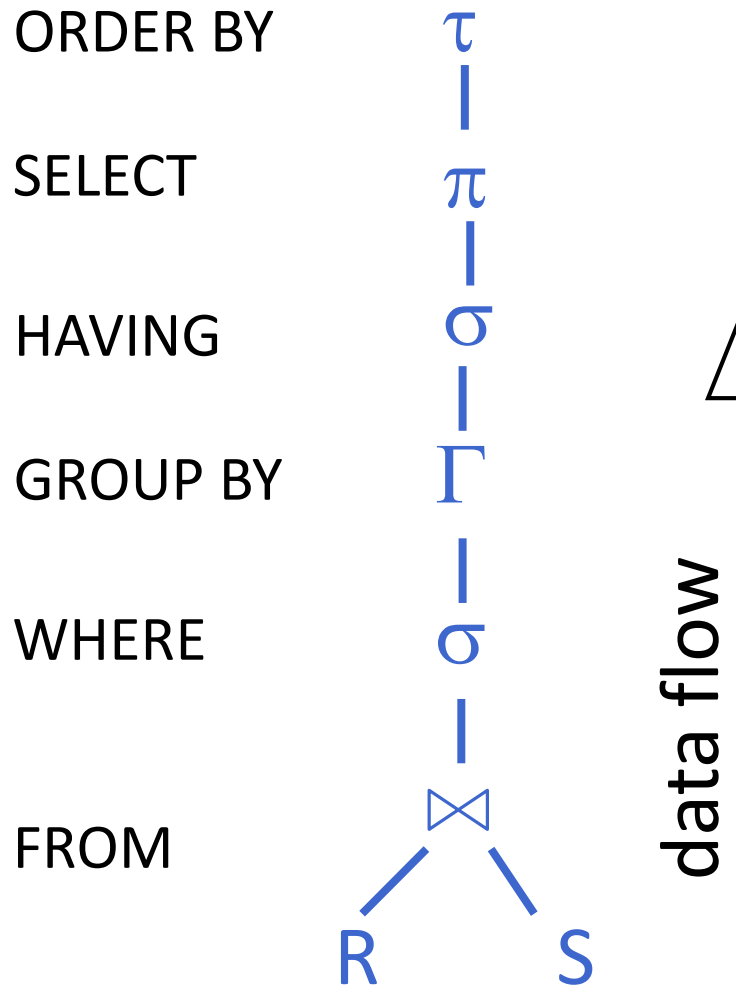 ORDER BY τ
SELECT π
HAVING σ
GROUP BY Γ
WHERE σ
FROM ⋈
R S
data flow